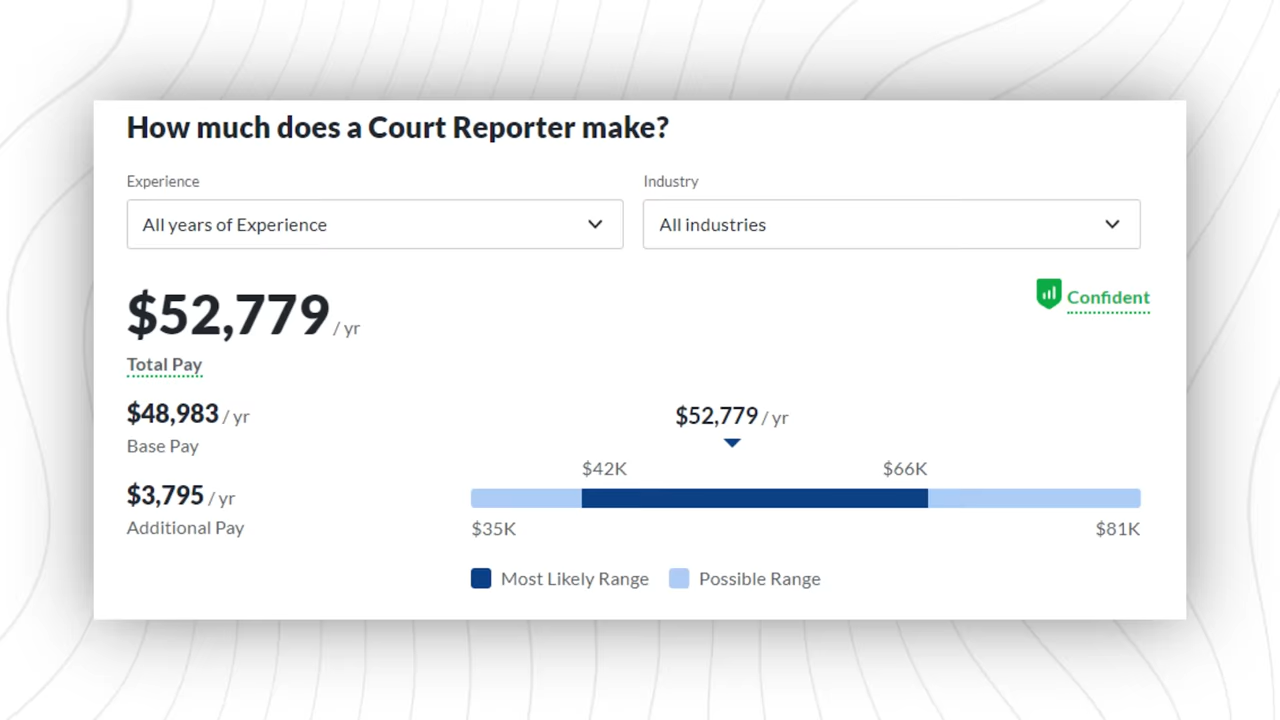 How much does a Court Reporter make?
Experience
Industry
All years of Experience
All industries
$52,779 / yr
Confident
Total Pay
$48,983 / yr
Base Pay
$3,795 / yr
Additional Pay
$52,779 / yr
$42K
$66K
$35K
$81K
Most Likely Range
Possible Range